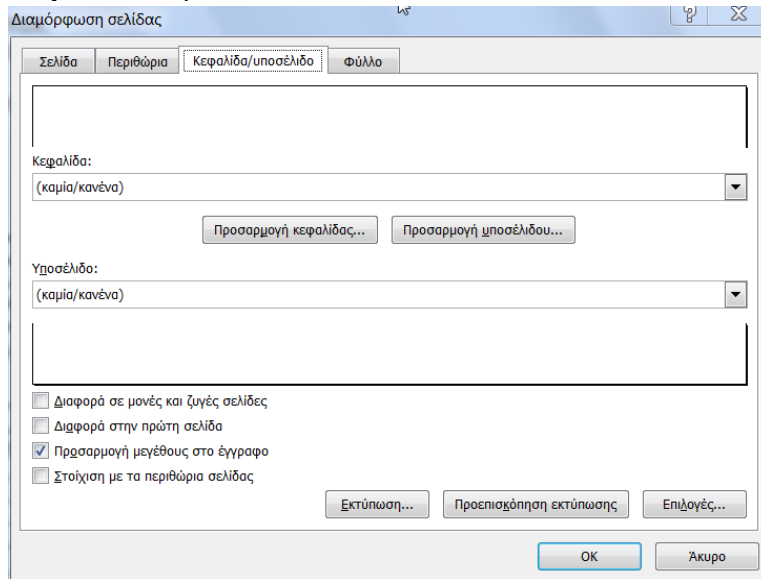 Διαμόρφωση σελίδας
Σελίδα Περιθώρια Κεφαλίδα/υποσέλιδο Φύλλο
Κεφαλίδα:
(καμία/κανένα)
Προσαρμογή κεφαλίδας... Προσαρμογή υποσέλιδου...
Υποσέλιδο:
(καμία/κανένα)
Διαφορά σε μονές και ζυγές σελίδες
Διαφορά στην πρώτη σελίδα
Προσαρμογή μεγέθους στο έγγραφο
Στοίχιση με τα περιθώρια σελίδας
Εκτύπωση... Προεπισκόπηση εκτύπωσης Επιλογές...
OK Άκυρο